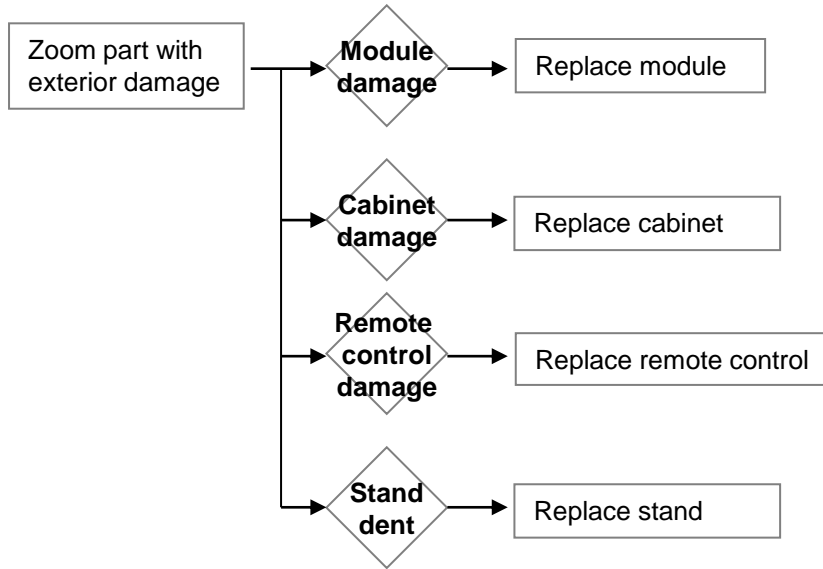 Zoom part with
exterior damage
Module
damage
Replace module
Cabinet
damage
Replace cabinet
Remote
control
damage
Replace remote control
Stand
dent
Replace stand